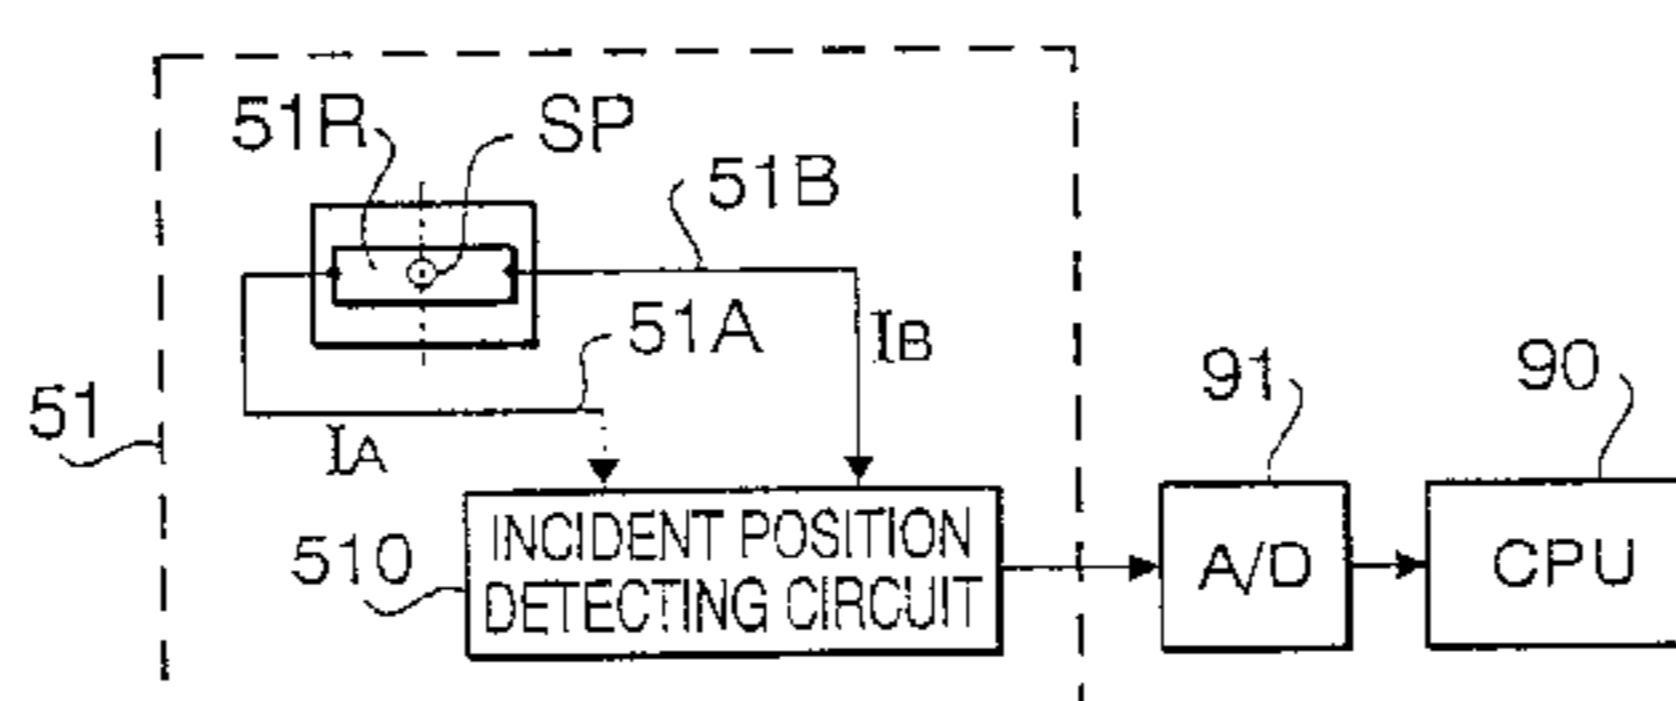 51R
SP
51B
51A
IB
91
90
51
IA
510
INCIDENT POSITION
DETECTING CIRCUIT
A/D
CPU